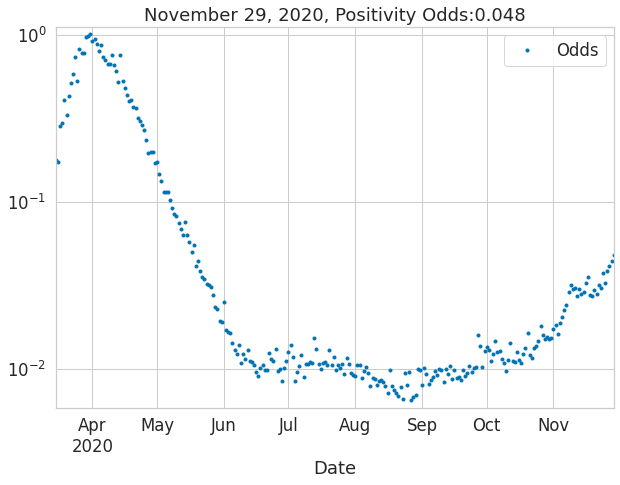 November 29, 2020, Positivity Odds:0.048
Odds
10⁰
10⁻¹
10⁻²
Apr May Jun Jul Aug Sep Oct Nov
2020
Date